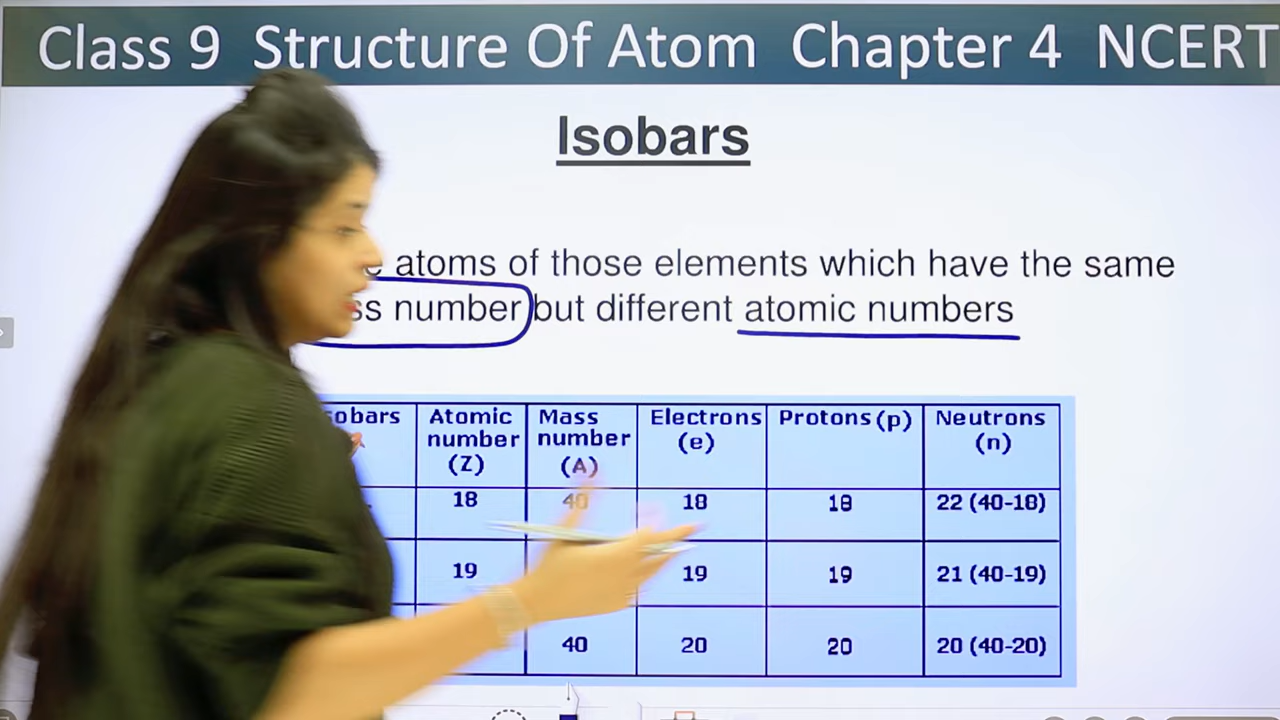 Class 9 Structure Of Atom Chapter 4 NCERT
Isobars
atoms of those elements which have the same
number but different atomic numbers
Atomic number (Z) Mass number (A) Electrons (e) Protons (p) Neutrons (n)
18 40 18 18 22 (40-18)
19 19 19 21 (40-19)
40 20 20 20 (40-20)